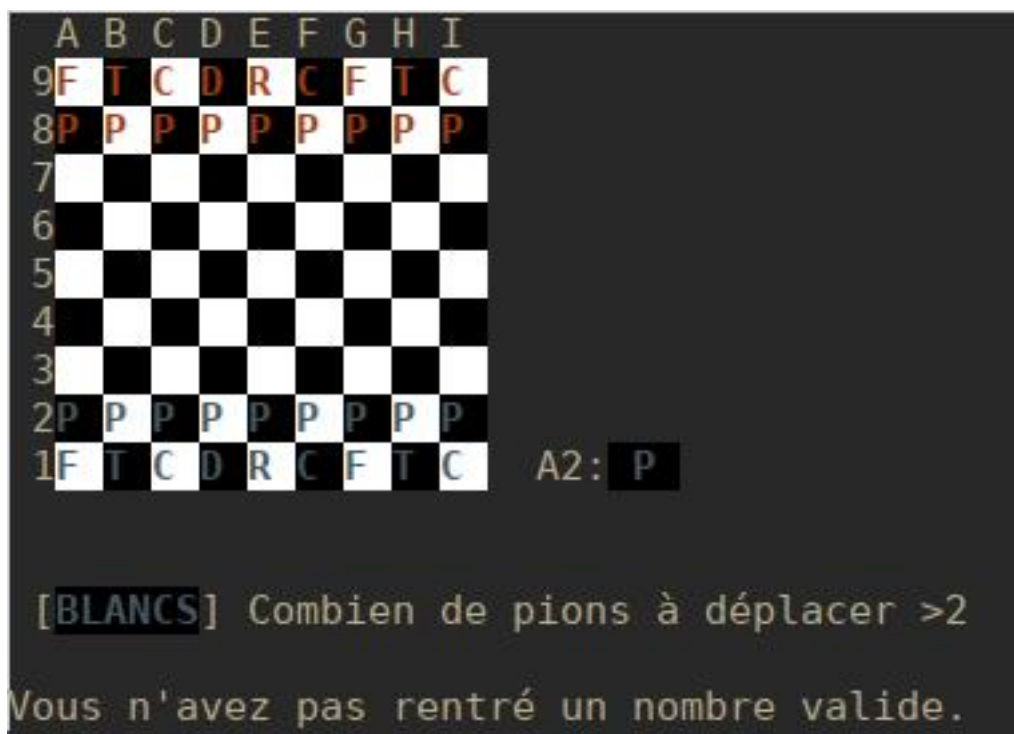 A B C D E F G H I
9 F T C D R C F T C
8 P P P P P P P P P
7
6
5
4
3
2 P P P P P P P P P
1 F T C D R C F T C A2: P
[BLANCS] Combien de pions à déplacer >2
Vous n'avez pas rentré un nombre valide.